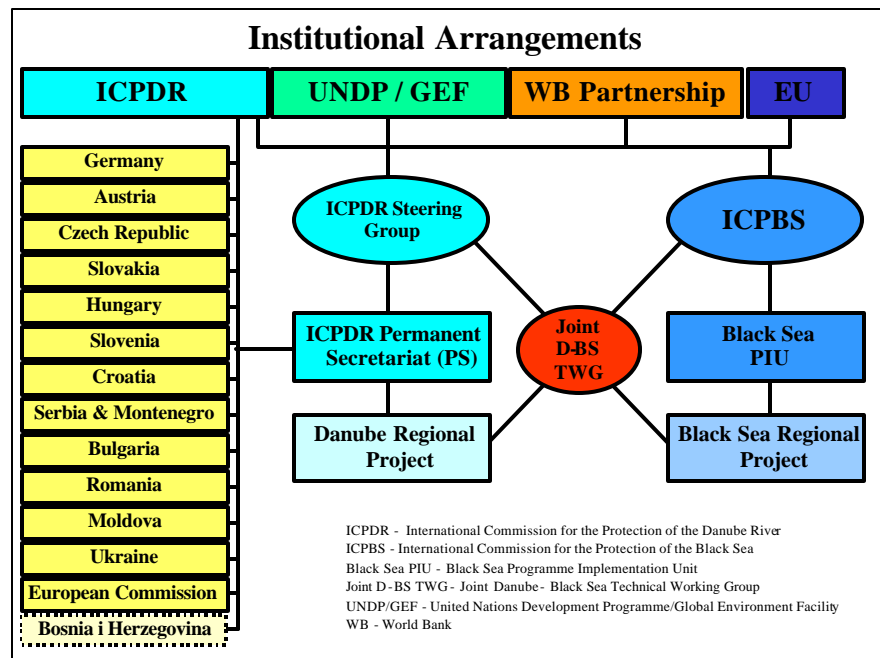 Institutional Arrangements
ICPDR
UNDP / GEF
WB Partnership
EU
Germany
Austria
Czech Republic
Slovakia
Hungary
Slovenia
Croatia
Serbia & Montenegro
Bulgaria
Romania
Moldova
Ukraine
European Commission
Bosnia i Herzegovina
ICPDR Steering
Group
ICPBS
ICPDR Permanent
Secretariat (PS)
Joint
D-BS
TWG
Black Sea
PIU
Danube Regional
Project
Black Sea Regional
Project
ICPDR - International Commission for the Protection of the Danube River
ICPBS - International Commission for the Protection of the Black Sea
Black Sea PIU - Black Sea Programme Implementation Unit
Joint D-BS TWG - Joint Danube - Black Sea Technical Working Group
UNDP/GEF - United Nations Development Programme/Global Environment Facility
WB - World Bank